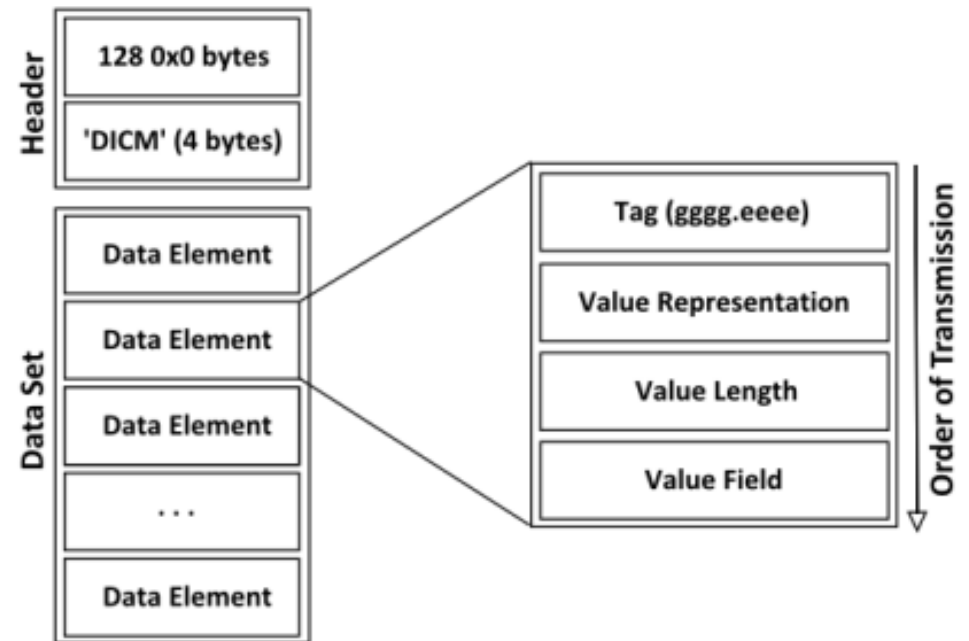 Header
128 0x0 bytes
'DICM' (4 bytes)
Data Set
Data Element
Data Element
Data Element
. . .
Data Element
Tag (gggg.eeee)
Value Representation
Value Length
Value Field
Order of Transmission